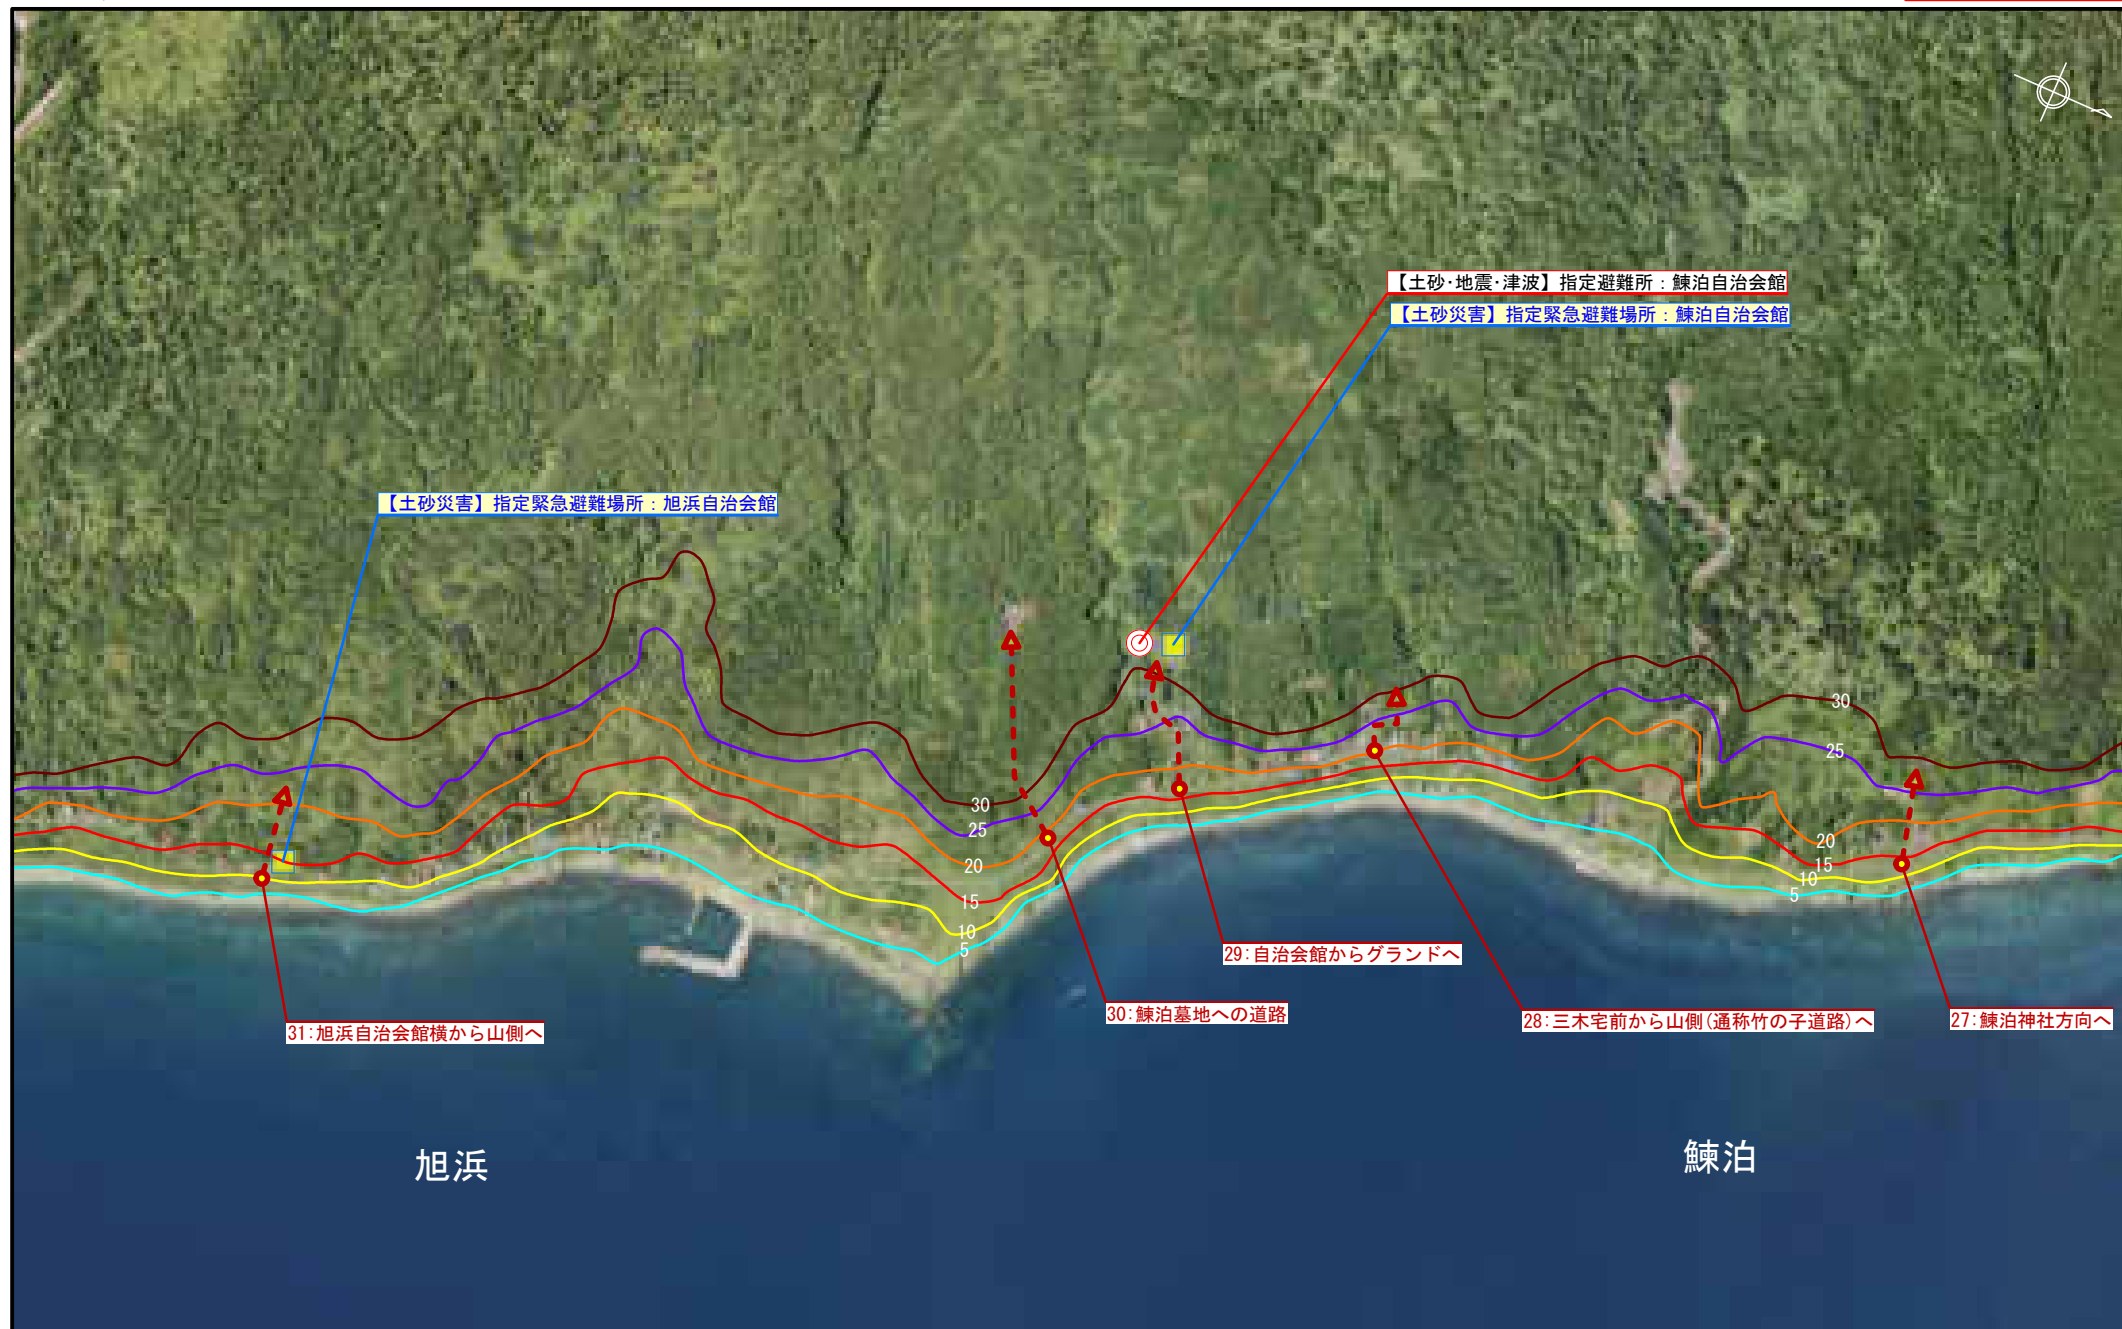 【土砂・地震・津波】指定避難所：鰊泊自治会館
【土砂災害】指定緊急避難場所：鰊泊自治会館
【土砂災害】指定緊急避難場所：旭浜自治会館
30
25
20
15
10
5
30
25
20
15
10
5
29:自治会館からグランドへ
30:鰊泊墓地への道路
28:三木宅前から山側(通称竹の子道路)へ
27:鰊泊神社方向へ
31:旭浜自治会館横から山側へ
旭浜
鰊泊